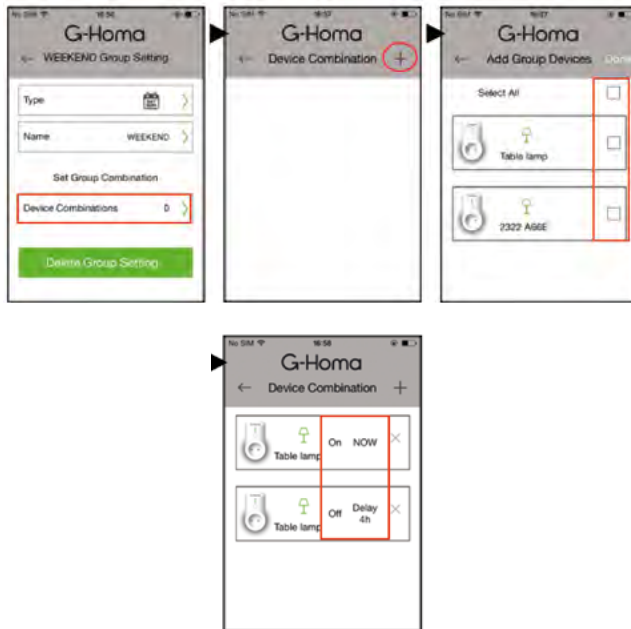 No SIM 16:56
G-Homa
← WEEKEND Group Setting
Type
Name WEEKEND
Set Group Combination
Device Combinations 0
Delete Group Setting
No SIM 16:57
G-Homa
← Device Combination +
No SIM 16:57
G-Homa
← Add Group Devices Done
Select All
Table lamp
2322 A66E
No SIM 16:58
G-Homa
← Device Combination +
On NOW ×
Table lamp
Off Delay 4h ×
Table lamp